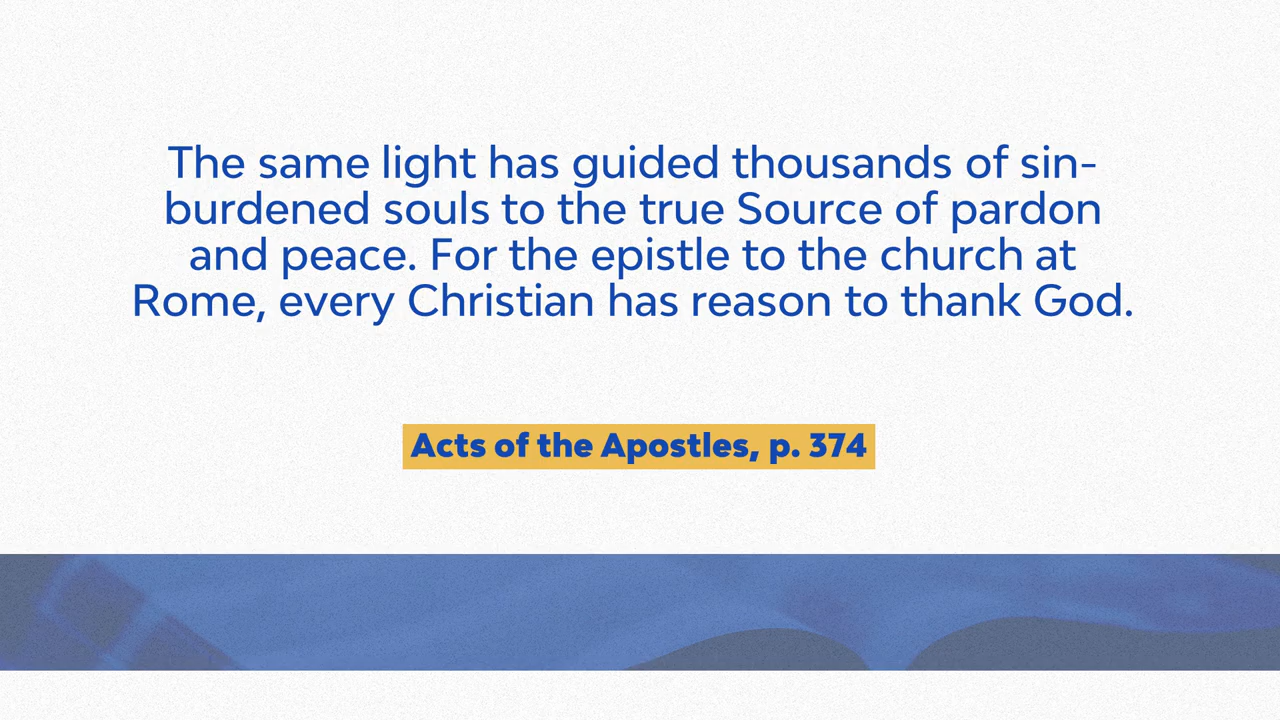 The same light has guided thousands of sin-
burdened souls to the true Source of pardon
and peace. For the epistle to the church at
Rome, every Christian has reason to thank God.
Acts of the Apostles, p. 374